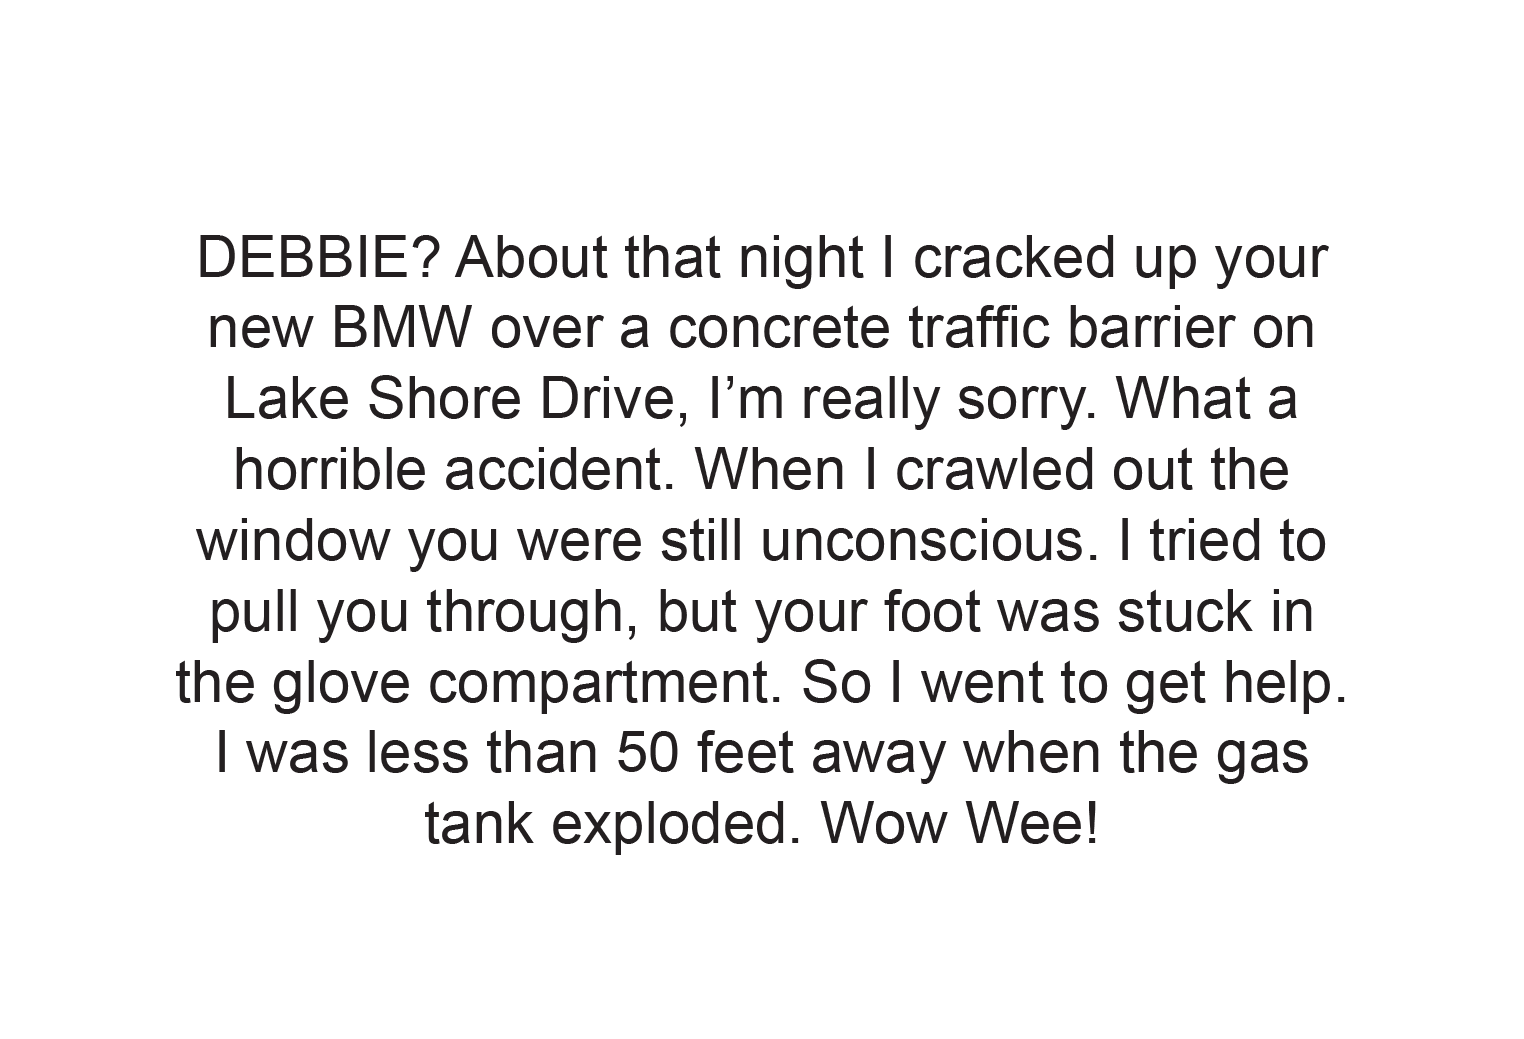 DEBBIE? About that night I cracked up your
new BMW over a concrete traffic barrier on
Lake Shore Drive, I’m really sorry. What a
horrible accident. When I crawled out the
window you were still unconscious. I tried to
pull you through, but your foot was stuck in
the glove compartment. So I went to get help.
I was less than 50 feet away when the gas
tank exploded. Wow Wee!